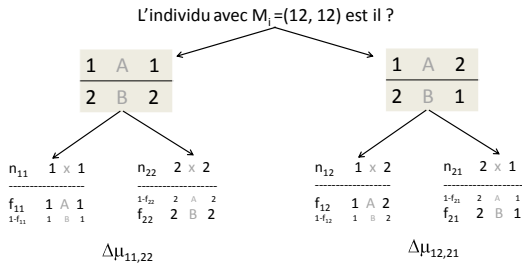 L'individu avec Mi =(12, 12) est il ?
1 A 1
2 B 2
1 A 2
2 B 1
n11 1 x 1
f11 1 A 1
1-f11 1 B 1
n22 2 x 2
1-f22 2 A 2
f22 2 B 2
Δμ11,22
n12 1 x 2
f12 1 A 2
1-f12 1 B 2
n21 2 x 1
1-f21 2 A 1
f21 2 B 1
Δμ12,21